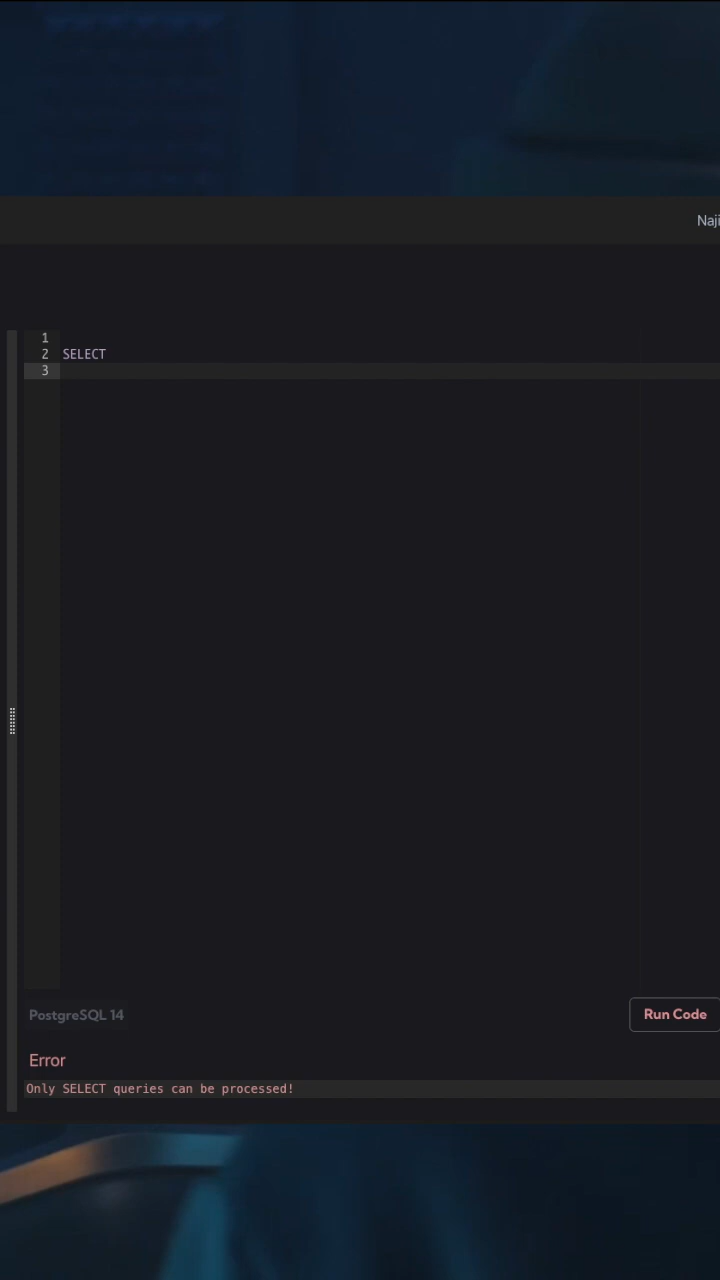 Naji
1
2 SELECT
3
PostgreSQL 14
Run Code
Error
Only SELECT queries can be processed!